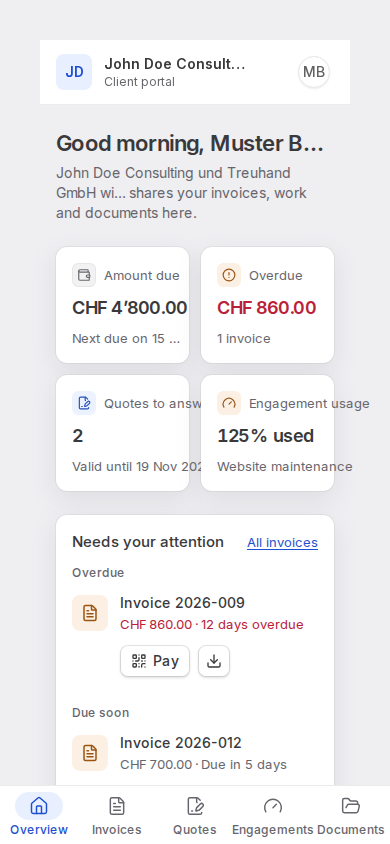 JD
John Doe Consult…
Client portal
MB
Good morning, Muster B…
John Doe Consulting und Treuhand
GmbH wi… shares your invoices, work
and documents here.
Amount due
CHF 4’800.00
Next due on 15 …
Overdue
CHF 860.00
1 invoice
Quotes to answ
2
Valid until 19 Nov 202
Engagement usage
125% used
Website maintenance
Needs your attention
All invoices
Overdue
Invoice 2026-009
CHF 860.00 · 12 days overdue
Pay
Due soon
Invoice 2026-012
CHF 700.00 · Due in 5 days
Overview
Invoices
Quotes
Engagements
Documents